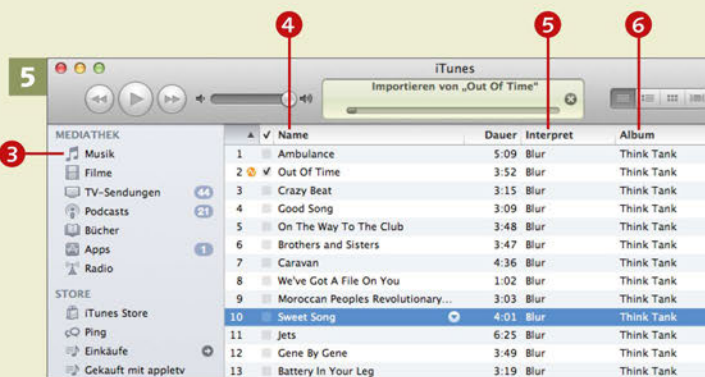 4 5 6
5
iTunes
Importieren von „Out Of Time“
MEDIATHEK
3 Musik
Filme
TV-Sendungen 44
Podcasts 21
Bücher
Apps 1
Radio
STORE
iTunes Store
Ping
Einkäufe
Gekauft mit appletv
Name Dauer Interpret Album
1 Ambulance 5:09 Blur Think Tank
2 Out Of Time 3:52 Blur Think Tank
3 Crazy Beat 3:15 Blur Think Tank
4 Good Song 3:09 Blur Think Tank
5 On The Way To The Club 3:48 Blur Think Tank
6 Brothers and Sisters 3:47 Blur Think Tank
7 Caravan 4:36 Blur Think Tank
8 We've Got A File On You 1:02 Blur Think Tank
9 Moroccan Peoples Revolutionary... 3:03 Blur Think Tank
10 Sweet Song 4:01 Blur Think Tank
11 Jets 6:25 Blur Think Tank
12 Gene By Gene 3:49 Blur Think Tank
13 Battery In Your Leg 3:19 Blur Think Tank